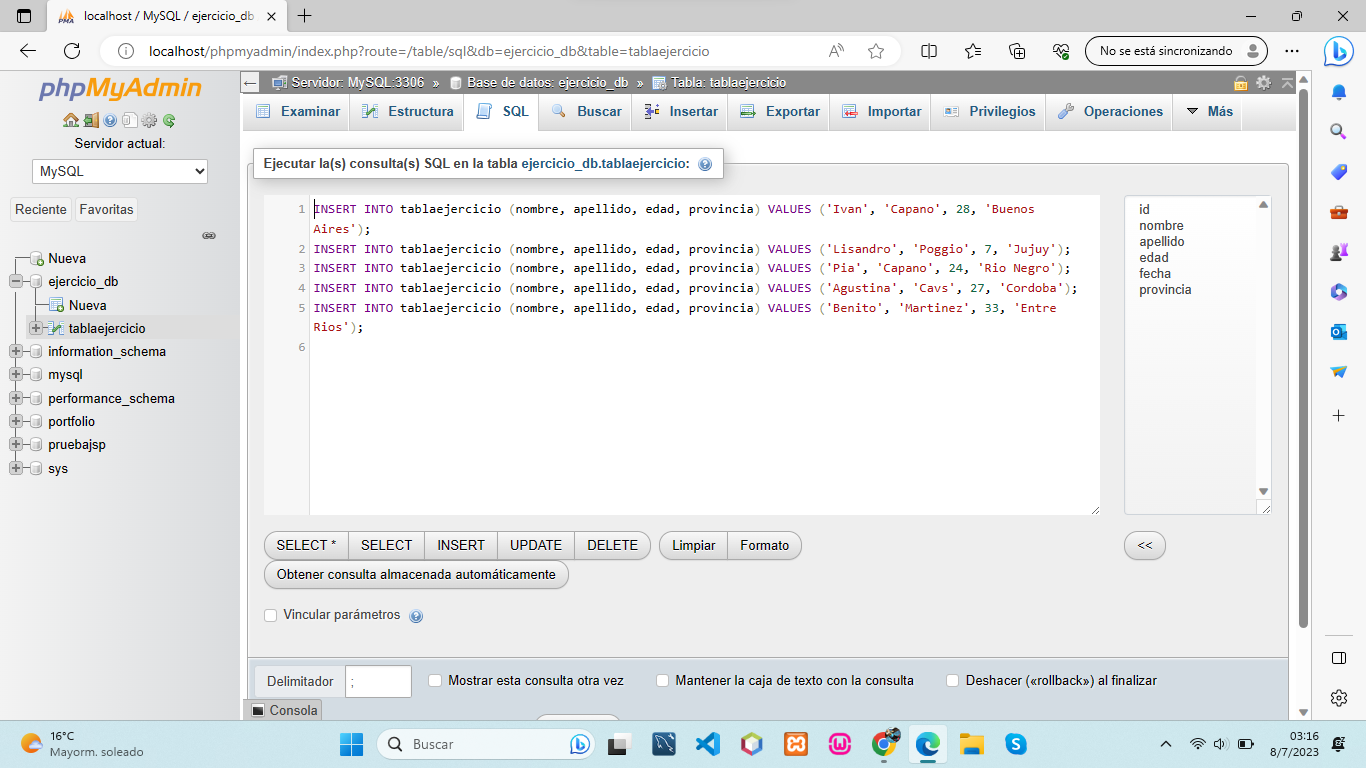 localhost / MySQL / ejercicio_db
localhost/phpmyadmin/index.php?route=/table/sql&db=ejercicio_db&table=tablaejercicio
No se está sincronizando
phpMyAdmin
Servidor actual:
MySQL
Reciente Favoritas
Nueva
ejercicio_db
Nueva
tablaejercicio
information_schema
mysql
performance_schema
portfolio
pruebajsp
sys
Servidor: MySQL:3306 » Base de datos: ejercicio_db » Tabla: tablaejercicio
Examinar Estructura SQL Buscar Insertar Exportar Importar Privilegios Operaciones Más
Ejecutar la(s) consulta(s) SQL en la tabla ejercicio_db.tablaejercicio:
1 INSERT INTO tablaejercicio (nombre, apellido, edad, provincia) VALUES ('Ivan', 'Capano', 28, 'Buenos
Aires');
2 INSERT INTO tablaejercicio (nombre, apellido, edad, provincia) VALUES ('Lisandro', 'Poggio', 7, 'Jujuy');
3 INSERT INTO tablaejercicio (nombre, apellido, edad, provincia) VALUES ('Pia', 'Capano', 24, 'Rio Negro');
4 INSERT INTO tablaejercicio (nombre, apellido, edad, provincia) VALUES ('Agustina', 'Cavs', 27, 'Cordoba');
5 INSERT INTO tablaejercicio (nombre, apellido, edad, provincia) VALUES ('Benito', 'Martinez', 33, 'Entre
Rios');
6
id
nombre
apellido
edad
fecha
provincia
SELECT * SELECT INSERT UPDATE DELETE Limpiar Formato <<
Obtener consulta almacenada automáticamente
Vincular parámetros
Delimitador ; Mostrar esta consulta otra vez Mantener la caja de texto con la consulta Deshacer («rollback») al finalizar
Consola
16°C
Mayorm. soleado
Buscar
03:16
8/7/2023